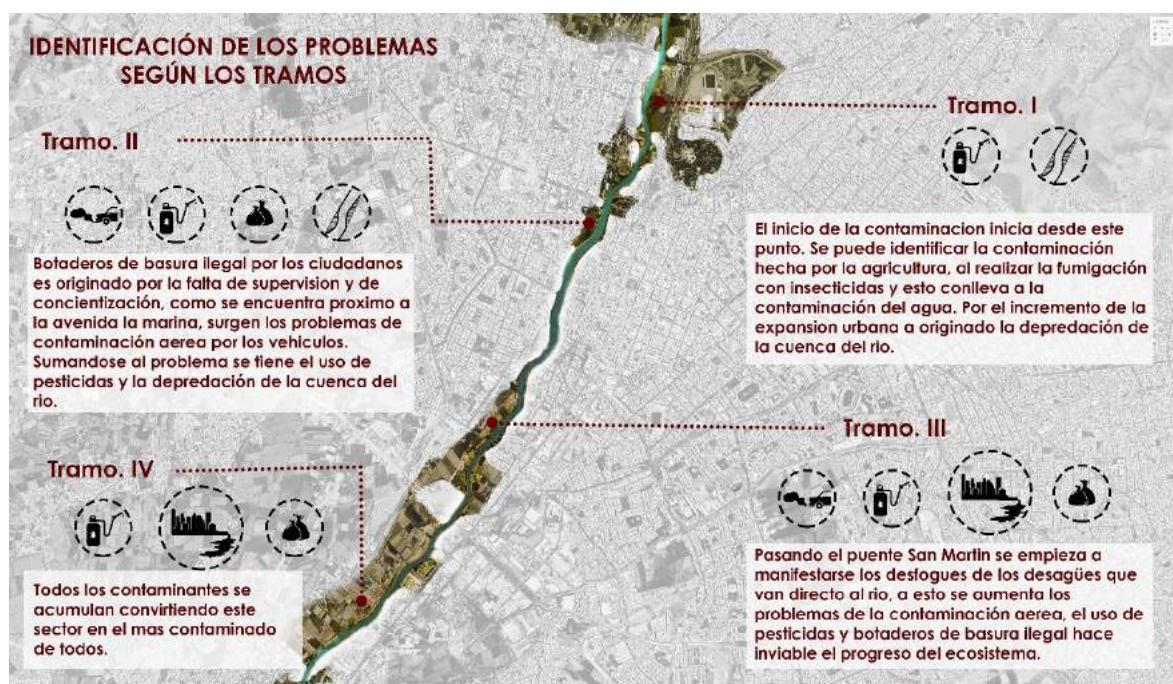 IDENTIFICACIÓN DE LOS PROBLEMAS
SEGÚN LOS TRAMOS
Tramo. I
El inicio de la contaminacion inicia desde este
punto. Se puede identificar la contaminación
hecha por la agricultura, al realizar la fumigación
con insecticidas y esto conlleva a la
contaminación del agua. Por el incremento de la
expansion urbana a originado la depredación de
la cuenca del rio.
Tramo. II
Botaderos de basura ilegal por los ciudadanos
es originado por la falta de supervision y de
concientización, como se encuentra proximo a
la avenida la marina, surgen los problemas de
contaminación aerea por los vehiculos.
Sumandose al problema se tiene el uso de
pesticidas y la depredación de la cuenca del
rio.
Tramo. III
Pasando el puente San Martin se empieza a
manifestarse los desfogues de los desagües que
van directo al rio, a esto se aumenta los
problemas de la contaminación aerea, el uso de
pesticidas y botaderos de basura ilegal hace
inviable el progreso del ecosistema.
Tramo. IV
Todos los contaminantes se
acumulan convirtiendo este
sector en el mas contaminado
de todos.